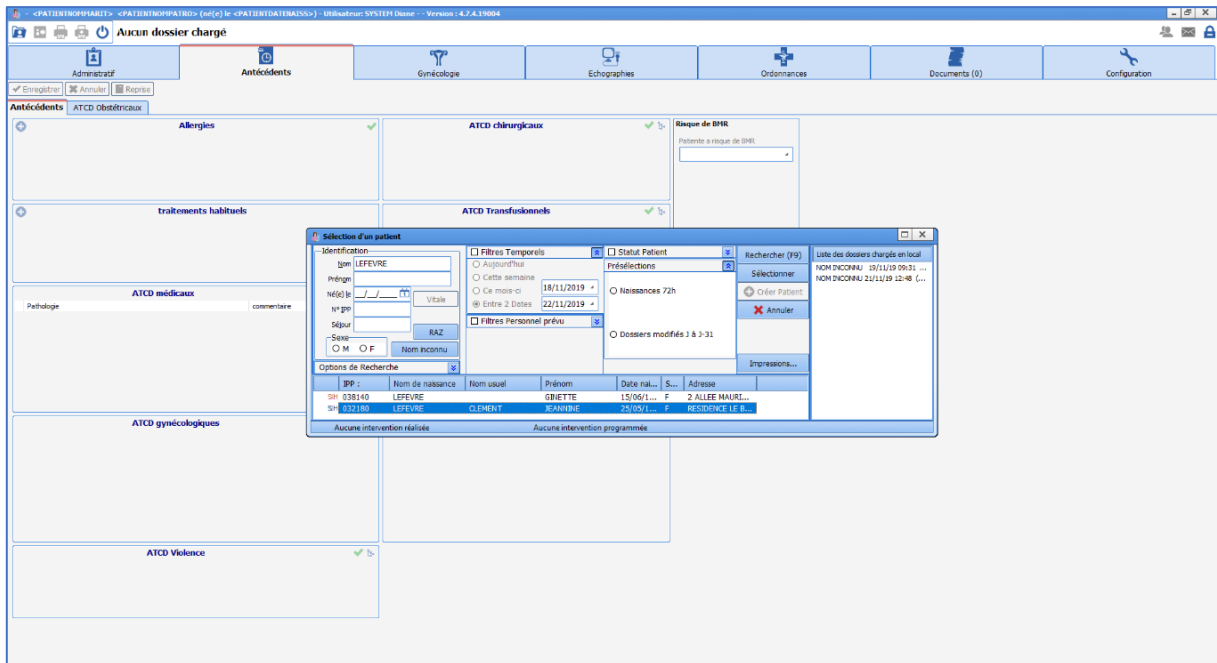 - <PATIENTNOMMARIT> <PATIENTNOMPATRO> (né(e) le <PATIENTDATENAISS>) - Utilisateur: SYSTEM Diane - - Version : 4.7.4.19004
Aucun dossier chargé
Administratif Antécédents Gynécologie Echographies Ordonnances Documents (0) Configuration
Enregistrer Annuler Reprise
Antécédents ATCD Obstétricaux
Allergies ATCD chirurgicaux Risque de BMR
Patiente a risque de BMR
traitements habituels ATCD Transfusionnels
ATCD médicaux
Pathologie commentaire
ATCD gynécologiques
ATCD Violence
Sélection d'un patient
Identification
Nom LEFEVRE
Prénom
Né(e) le __/__/____ Vitale
N° IPP
Séjour RAZ
Sexe
M F Nom inconnu
Options de Recherche
Filtres Temporels
Aujourd'hui
Cette semaine
Ce mois-ci 18/11/2019
Entre 2 Dates 22/11/2019
Filtres Personnel prévu
Statut Patient
Présélections
Naissances 72h
Dossiers modifiés J à J-31
Rechercher (F9)
Sélectionner
Créer Patient
Annuler
Impressions...
Liste des dossiers chargés en local
NOM INCONNU 19/11/19 09:31 ...
NOM INCONNU 21/11/19 12:48 (...
IPP : Nom de naissance Nom usuel Prénom Date nai... S... Adresse
SIH 038140 LEFEVRE GINETTE 15/06/1... F 2 ALLEE MAURI...
SIH 032180 LEFEVRE CLEMENT JEANNINE 25/05/1... F RESIDENCE LE B...
Aucune intervention réalisée Aucune intervention programmée